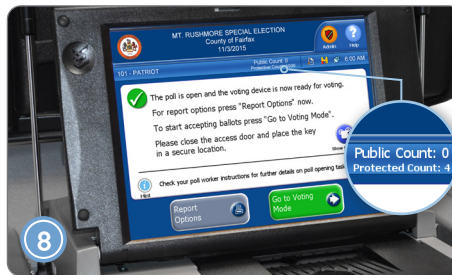 MT. RUSHMORE SPECIAL ELECTION
County of Fairfax
11/3/2015
Admin
Help
101 - PATRIOT
Public Count: 0
6:00 AM
The poll is open and the voting device is now ready for voting.
For report options press "Report Options" now.
To start accepting ballots press "Go to Voting Mode".
Please close the access door and place the key
in a secure location.
Check your poll worker instructions for further details on poll opening
Hint
Report
Options
Go to Voting
Mode
Public Count: 0
Protected Count: 4
8